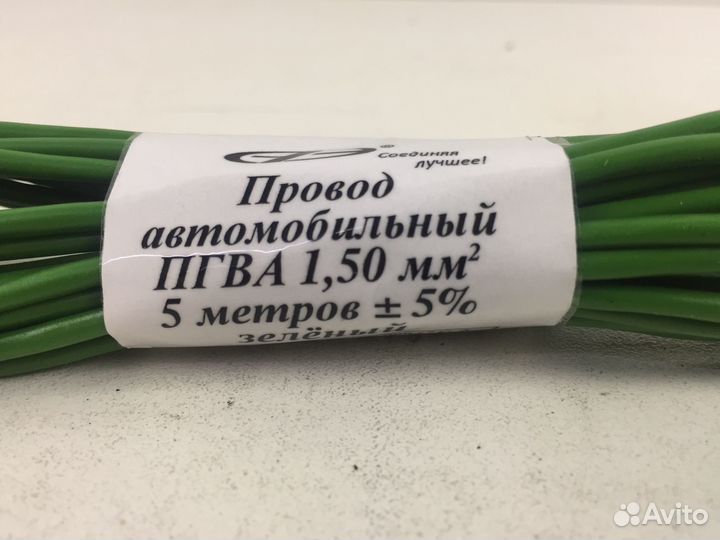 ®
Соединяя
лучшее!
Провод
автомобильный
ПГВА 1,50 мм²
5 метров ± 5%
зелёный
Avito